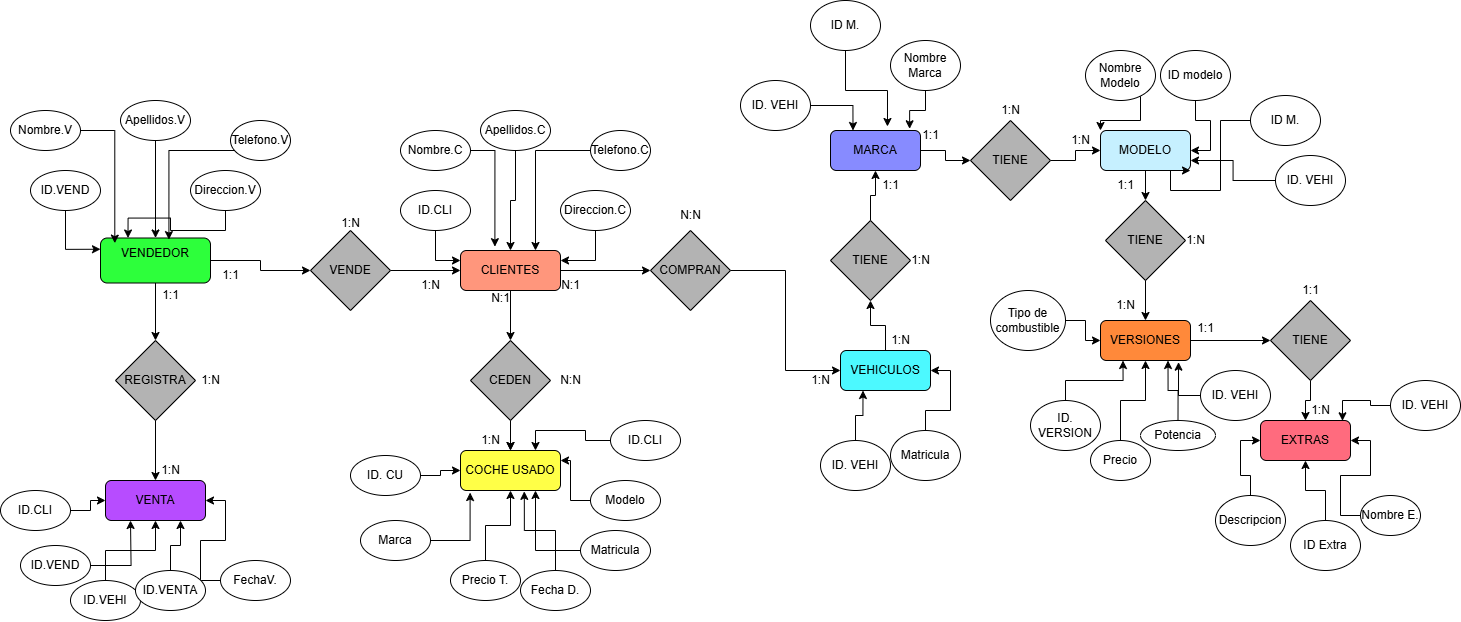 ID M.
Nombre
Marca
ID. VEHI
Nombre
Modelo
ID modelo
ID M.
ID. VEHI
1:1
1:N
1:N
MARCA
TIENE
MODELO
1:1
1:1
Nombre.V
Apellidos.V
Telefono.V
ID.VEND
Direccion.V
Nombre.C
Apellidos.C
Telefono.C
ID.CLI
Direccion.C
VENDEDOR
1:1
1:1
1:N
VENDE
1:N
CLIENTES
N:1
N:1
N:N
COMPRAN
TIENE
1:N
TIENE
1:N
1:N
VEHICULOS
1:N
ID. VEHI
Matricula
1:N
Tipo de
combustible
VERSIONES
1:1
1:1
TIENE
ID.
VERSION
Precio
Potencia
ID. VEHI
1:N
ID. VEHI
EXTRAS
Descripcion
ID Extra
Nombre E.
REGISTRA
1:N
1:N
VENTA
ID.CLI
ID.VEND
ID.VEHI
ID.VENTA
FechaV.
CEDEN
N:N
1:N
ID.CLI
ID. CU
COCHE USADO
Modelo
Marca
Matricula
Precio T.
Fecha D.